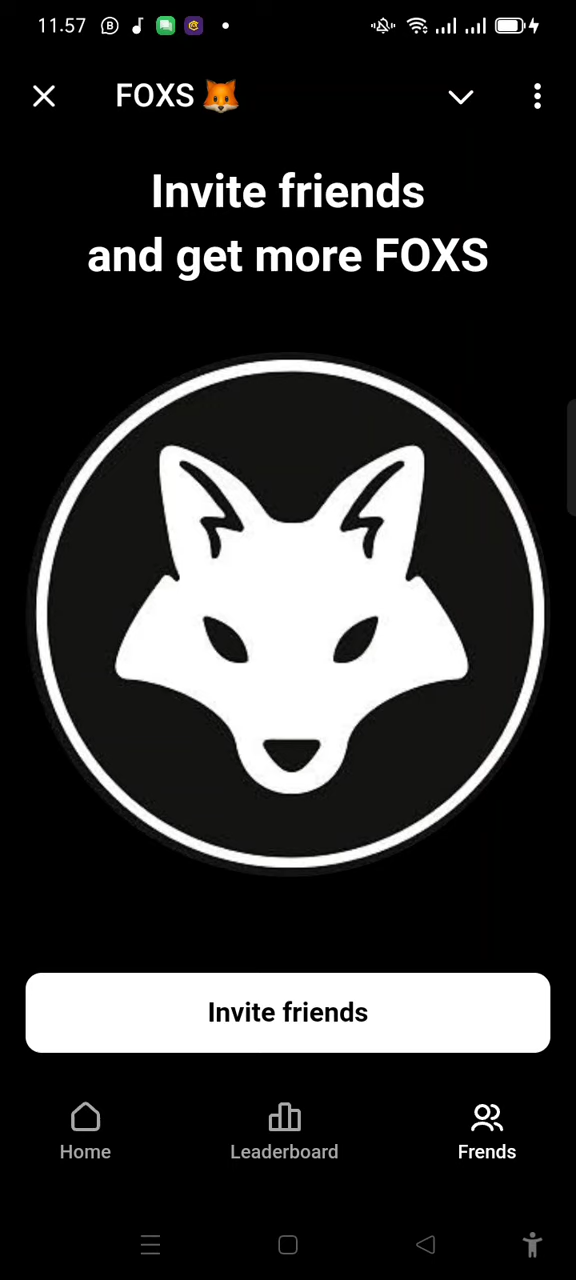 11.57
FOXS 🦊
Invite friends
and get more FOXS
Invite friends
Home
Leaderboard
Frends